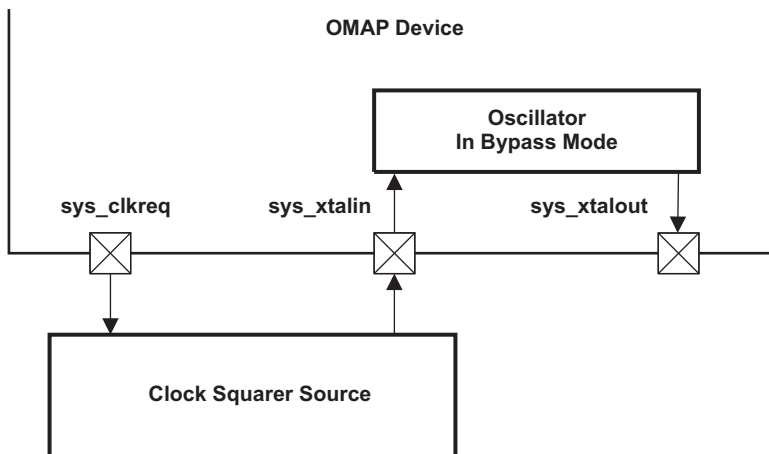 OMAP Device
Oscillator
In Bypass Mode
sys_clkreq
sys_xtalin
sys_xtalout
Clock Squarer Source